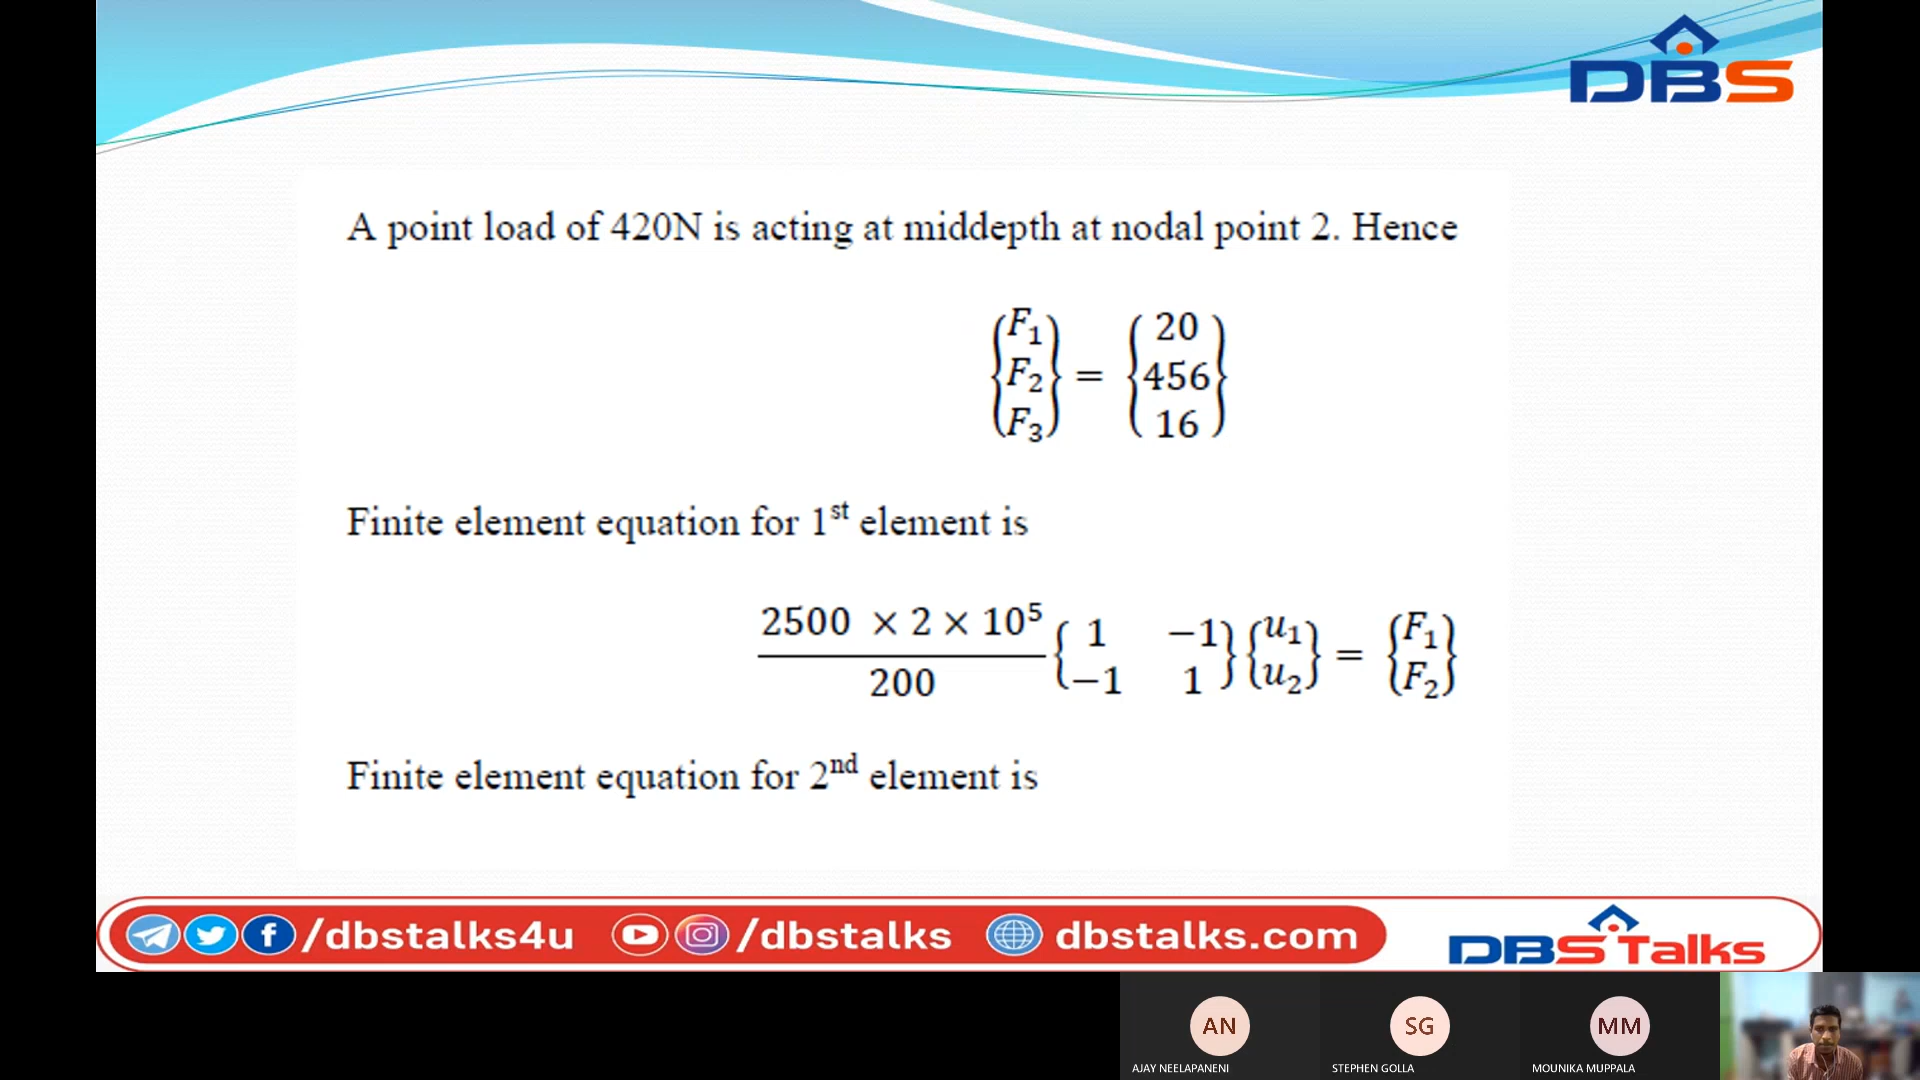 DBS
A point load of 420N is acting at middepth at nodal point 2. Hence
{F₁ F₂ F₃} = {20 456 16}
Finite element equation for 1ˢᵗ element is
2500 × 2 × 10⁵ / 200 {1 −1 −1 1} {u₁ u₂} = {F₁ F₂}
Finite element equation for 2ⁿᵈ element is
/dbstalks4u /dbstalks dbstalks.com DBS Talks
AN SG MM
AJAY NEELAPANENI STEPHEN GOLLA MOUNIKA MUPPALA